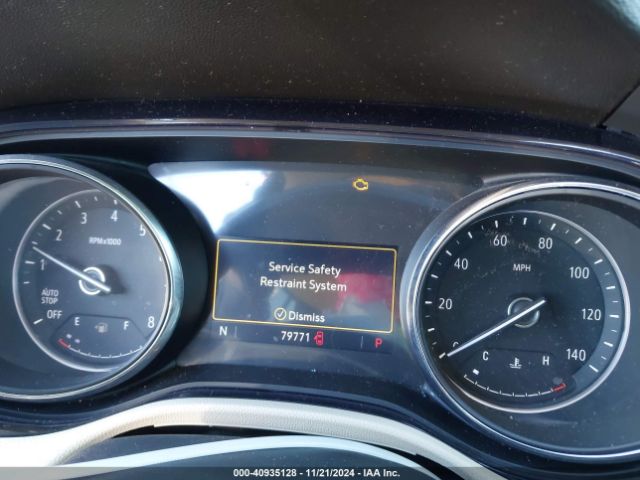 1 2 3 4 5 8
RPMx1000
AUTO
STOP
OFF
E F
Service Safety
Restraint System
Dismiss
N 79771 P
0 20 40 60 80 100 120 140
MPH
C H
000-40935128 - 11/21/2024 - IAA Inc.